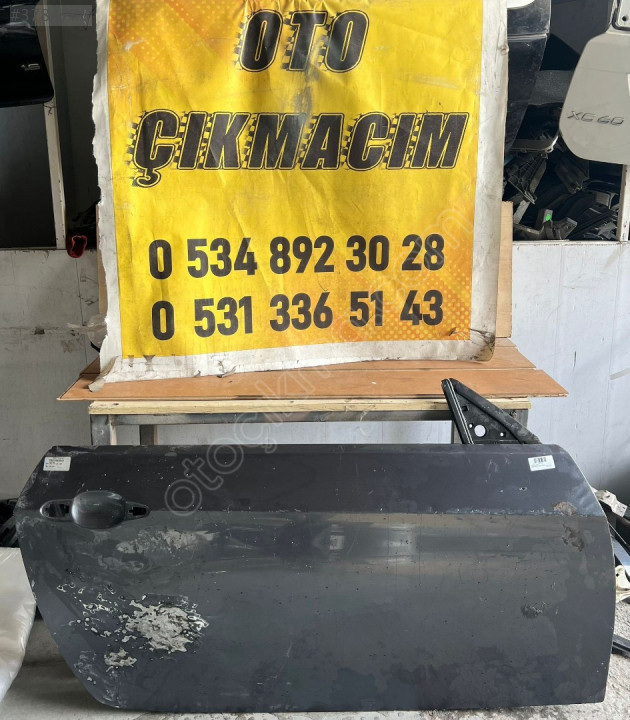 OTO
ÇIKMACIM
0 534 892 30 28
0 531 336 51 43
XC60